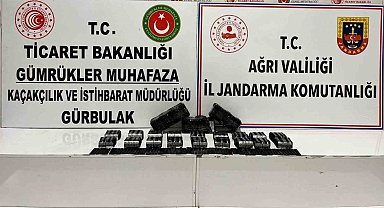 T.C.
TİCARET BAKANLIĞI
GÜMRÜKLER MUHAFAZA
KAÇAKÇILIK VE İSTİHBARAT MÜDÜRLÜĞÜ
GÜRBULAK
T.C.
AĞRI VALİLİĞİ
İL JANDARMA KOMUTANLIĞI